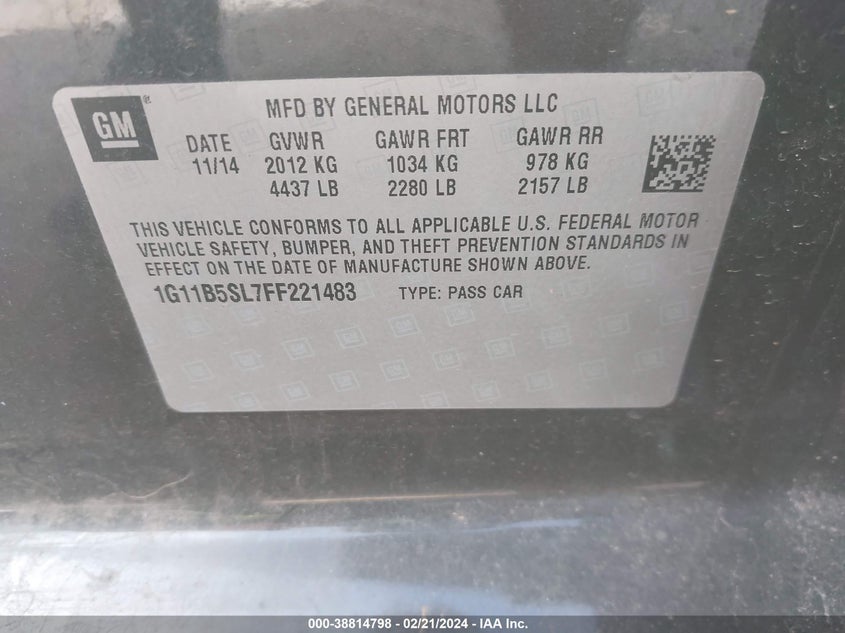 GM
MFD BY GENERAL MOTORS LLC
DATE GVWR GAWR FRT GAWR RR
11/14 2012 KG 1034 KG 978 KG
4437 LB 2280 LB 2157 LB
THIS VEHICLE CONFORMS TO ALL APPLICABLE U.S. FEDERAL MOTOR
VEHICLE SAFETY, BUMPER, AND THEFT PREVENTION STANDARDS IN
EFFECT ON THE DATE OF MANUFACTURE SHOWN ABOVE.
1G11B5SL7FF221483 TYPE: PASS CAR
000-38814798 - 02/21/2024 - IAA Inc.